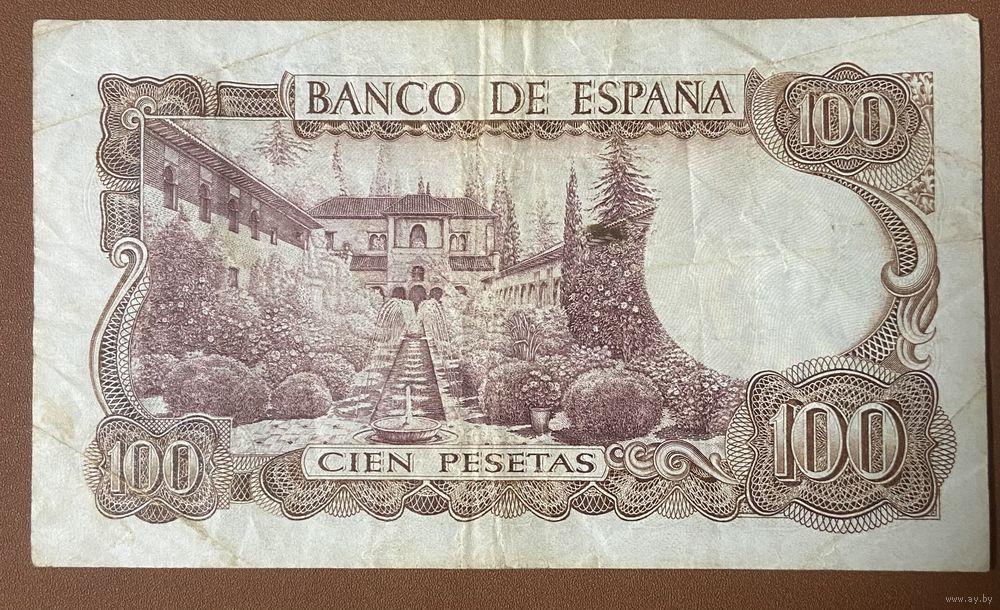 BANCO DE ESPAÑA
100
100
CIEN PESETAS
100
www.ay.by